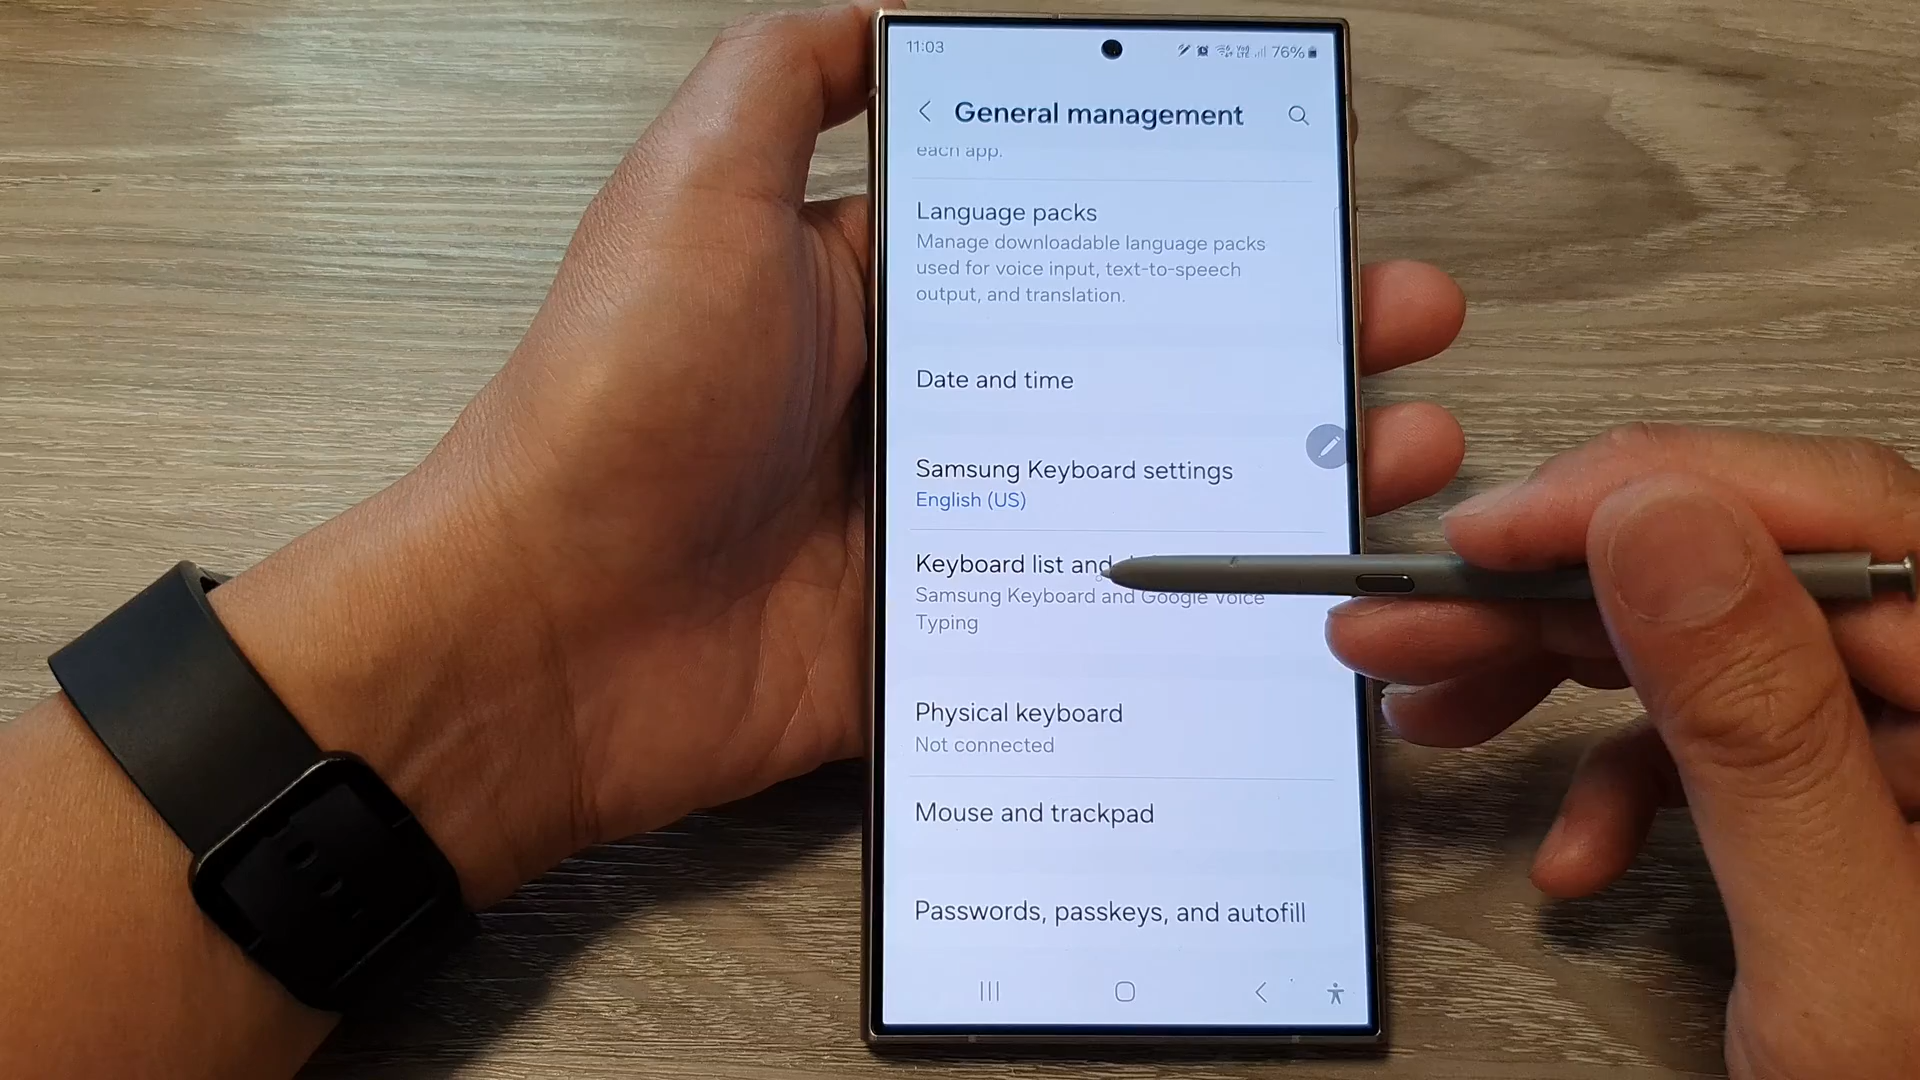 11:03
76%
General management
each app.
Language packs
Manage downloadable language packs
used for voice input, text-to-speech
output, and translation.
Date and time
Samsung Keyboard settings
English (US)
Keyboard list and
Samsung Keyboard and Google Voice
Typing
Physical keyboard
Not connected
Mouse and trackpad
Passwords, passkeys, and autofill